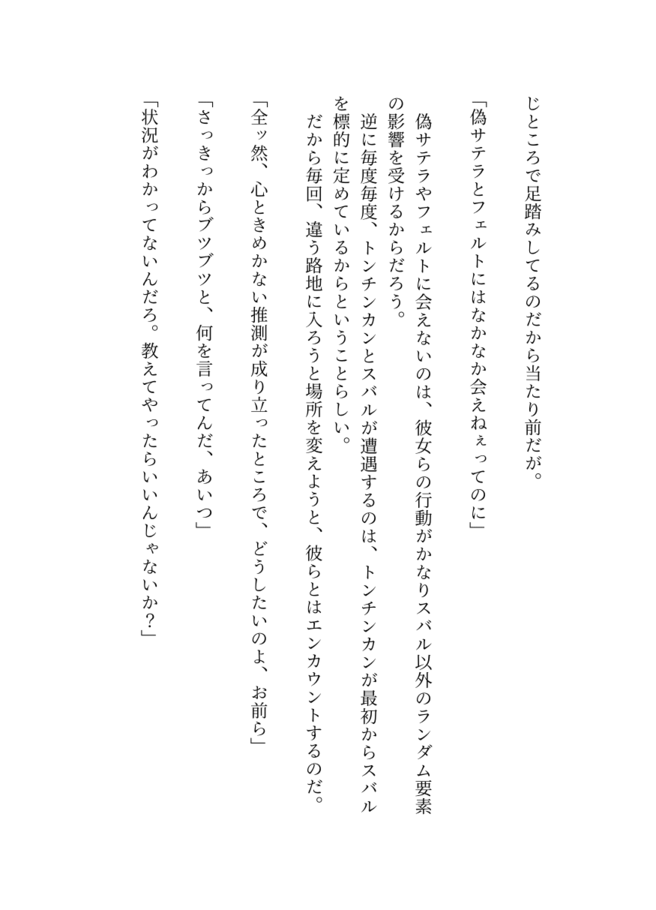 じところで足踏みしてるのだから当たり前だが。
「偽サテラとフェルトにはなかなか会えねぇってのに」
偽サテラやフェルトに会えないのは、彼女らの行動がかなりスバル以外のランダム要素
の影響を受けるからだろう。
逆に毎度毎度、トンチンカンとスバルが遭遇するのは、トンチンカンが最初からスバル
を標的に定めているからということらしい。
だから毎回、違う路地に入ろうと場所を変えようと、彼らとはエンカウントするのだ。
「全ッ然、心ときめかない推測が成り立ったところで、どうしたいのよ、お前ら」
「さっきっからブツブツと、何を言ってんだ、あいつ」
「状況がわかってないんだろ。教えてやったらいいんじゃないか？」